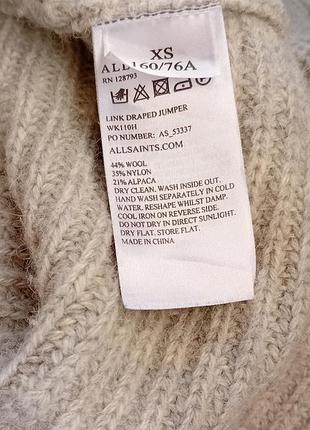 XS
ALL160/76A
RN 128793
LINK DRAPED JUMPER
WK110H
PO NUMBER: AS_53337
ALLSAINTS.COM
44% WOOL
35% NYLON
21% ALPACA
DRY CLEAN. WASH INSIDE OUT.
HAND WASH SEPARATELY IN COLD
WATER. RESHAPE WHILST DAMP.
COOL IRON ON REVERSE SIDE.
DO NOT DRY IN DIRECT SUNLIGHT.
DRY FLAT. STORE FLAT.
MADE IN CHINA